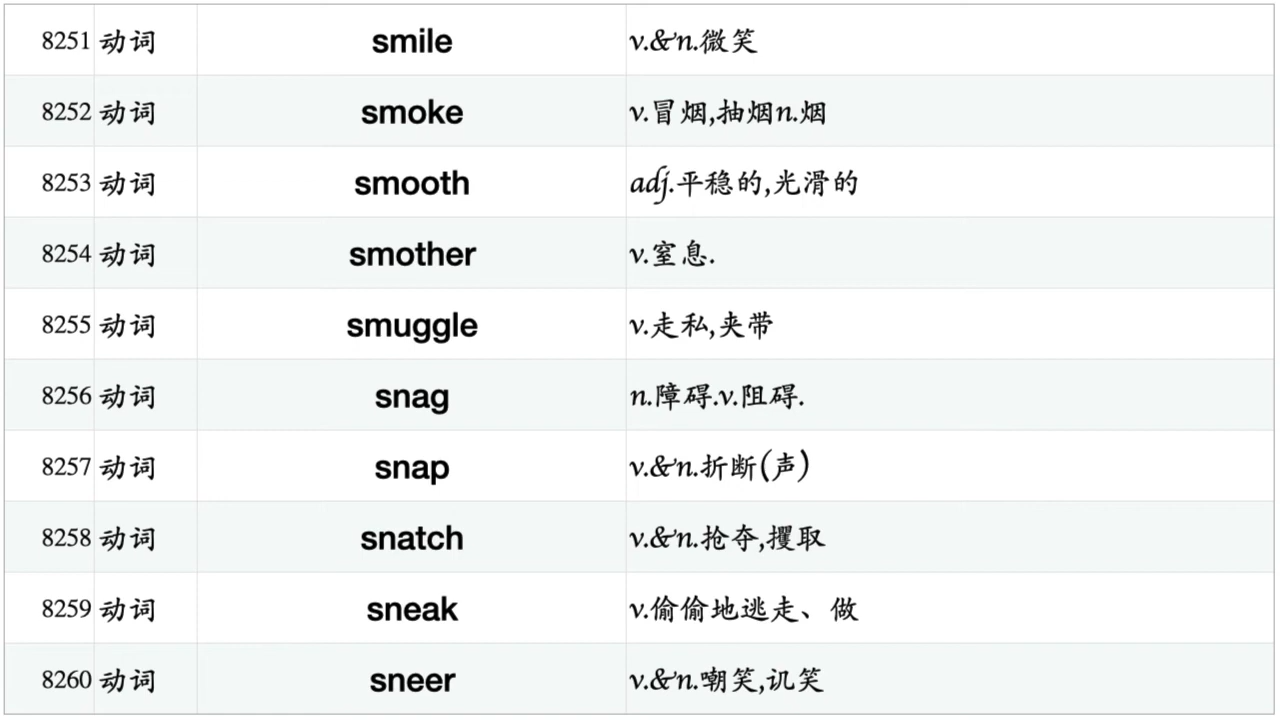 8251 动词 smile v.&n.微笑
8252 动词 smoke v.冒烟,抽烟n.烟
8253 动词 smooth adj.平稳的,光滑的
8254 动词 smother v.窒息.
8255 动词 smuggle v.走私,夹带
8256 动词 snag n.障碍.v.阻碍.
8257 动词 snap v.&n.折断(声)
8258 动词 snatch v.&n.抢夺,攫取
8259 动词 sneak v.偷偷地逃走、做
8260 动词 sneer v.&n.嘲笑,讥笑